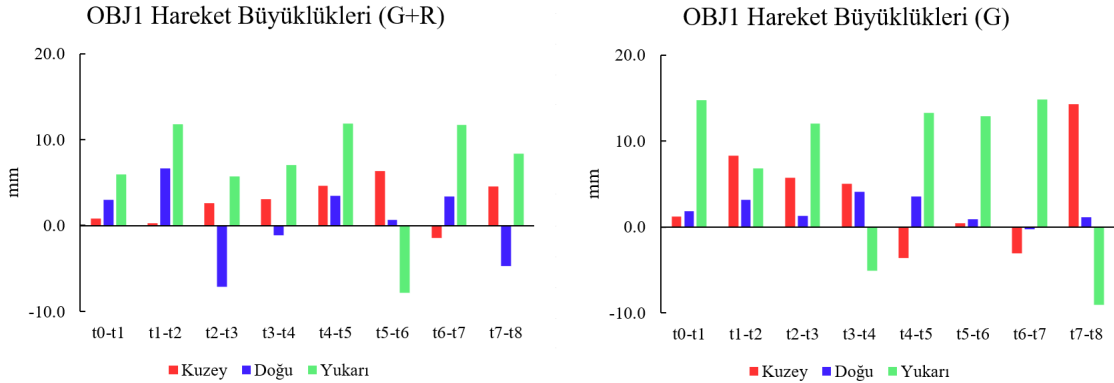 OBJ1 Hareket Büyüklükleri (G+R)
20.0
10.0
0.0
-10.0
mm
t0-t1 t1-t2 t2-t3 t3-t4 t4-t5 t5-t6 t6-t7 t7-t8
Kuzey Doğu Yukarı
OBJ1 Hareket Büyüklükleri (G)
20.0
10.0
0.0
-10.0
mm
t0-t1 t1-t2 t2-t3 t3-t4 t4-t5 t5-t6 t6-t7 t7-t8
Kuzey Doğu Yukarı